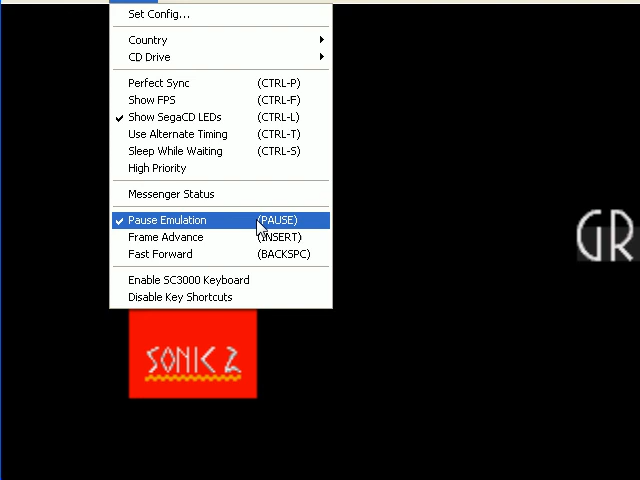 Set Config...
Country
CD Drive
Perfect Sync (CTRL-P)
Show FPS (CTRL-F)
Show SegaCD LEDs (CTRL-L)
Use Alternate Timing (CTRL-T)
Sleep While Waiting (CTRL-S)
High Priority
Messenger Status
Pause Emulation (PAUSE)
Frame Advance (INSERT)
Fast Forward (BACKSPC)
Enable SC3000 Keyboard
Disable Key Shortcuts
GR
SONIC 2